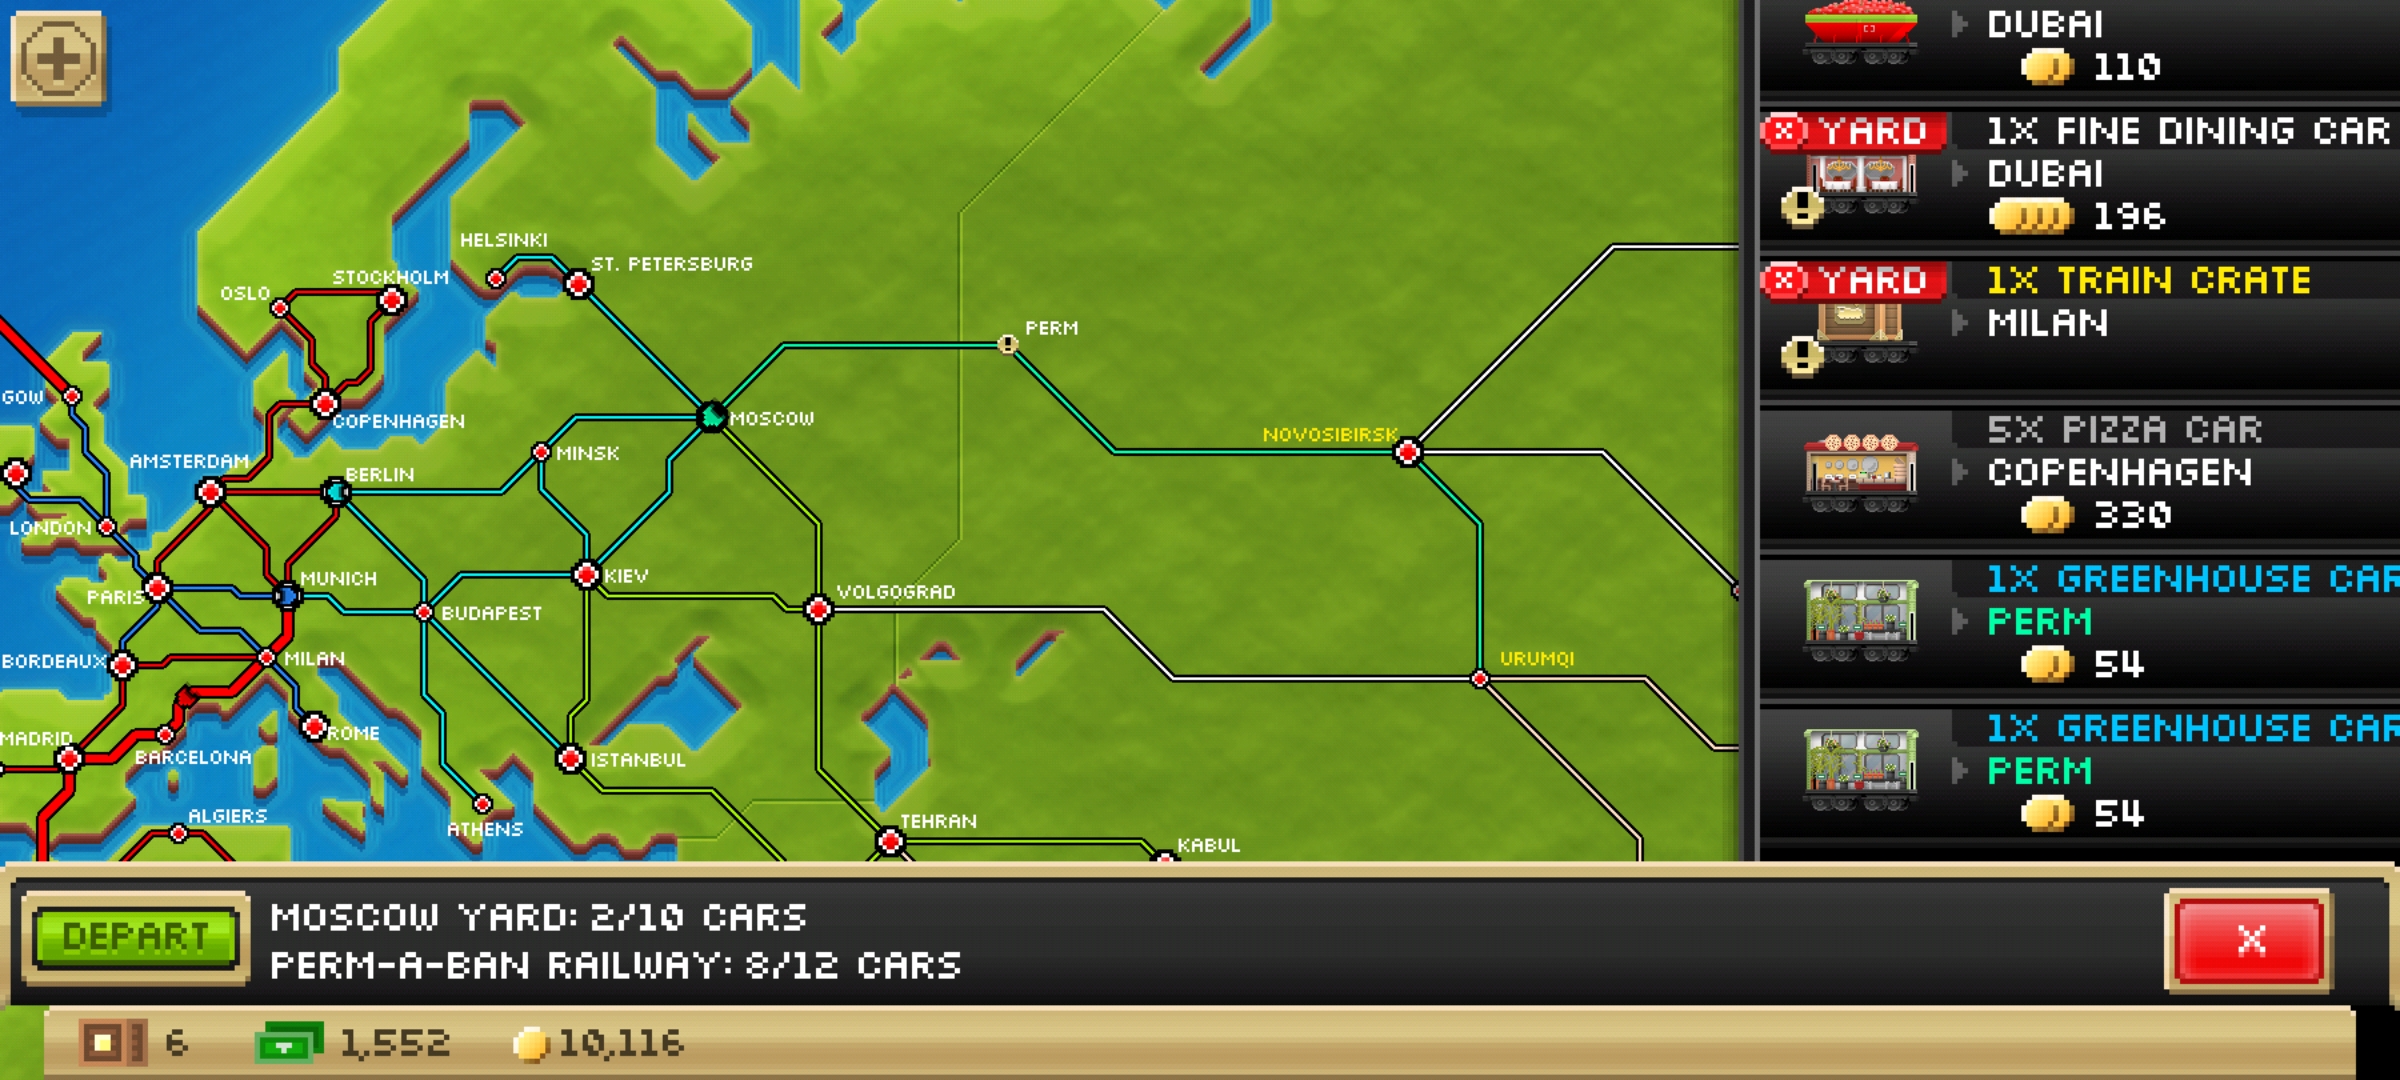 HELSINKI
ST. PETERSBURG
STOCKHOLM
OSLO
PERM
GOW
COPENHAGEN
MOSCOW
NOVOSIBIRSK
MINSK
AMSTERDAM
BERLIN
LONDON
MUNICH
KIEV
PARIS
VOLGOGRAD
BUDAPEST
BORDEAUX
MILAN
URUMQI
MADRID
ROME
BARCELONA
ISTANBUL
ALGIERS
ATHENS
TEHRAN
KABUL
DUBAI
110
YARD
1X FINE DINING CAR
DUBAI
196
YARD
1X TRAIN CRATE
MILAN
5X PIZZA CAR
COPENHAGEN
330
1X GREENHOUSE CAR
PERM
54
1X GREENHOUSE CAR
PERM
54
DEPART
MOSCOW YARD: 2/10 CARS
PERM-A-BAN RAILWAY: 8/12 CARS
X
6
1,552
10,116